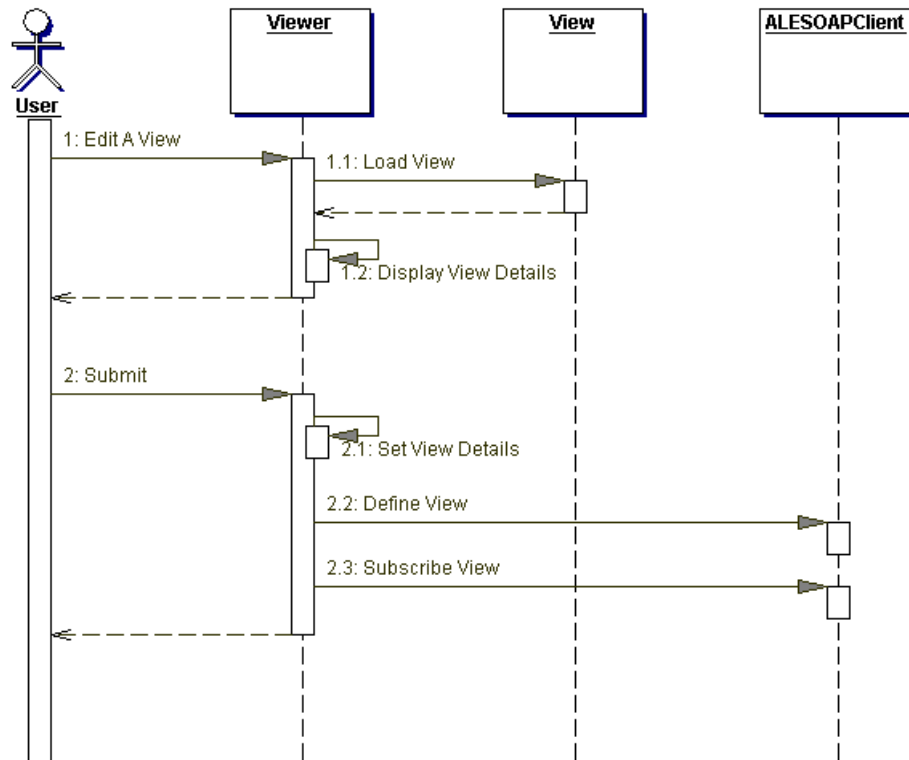 Viewer
View
ALESOAPClient
User
1: Edit A View
1.1: Load View
1.2: Display View Details
2: Submit
2.1: Set View Details
2.2: Define View
2.3: Subscribe View